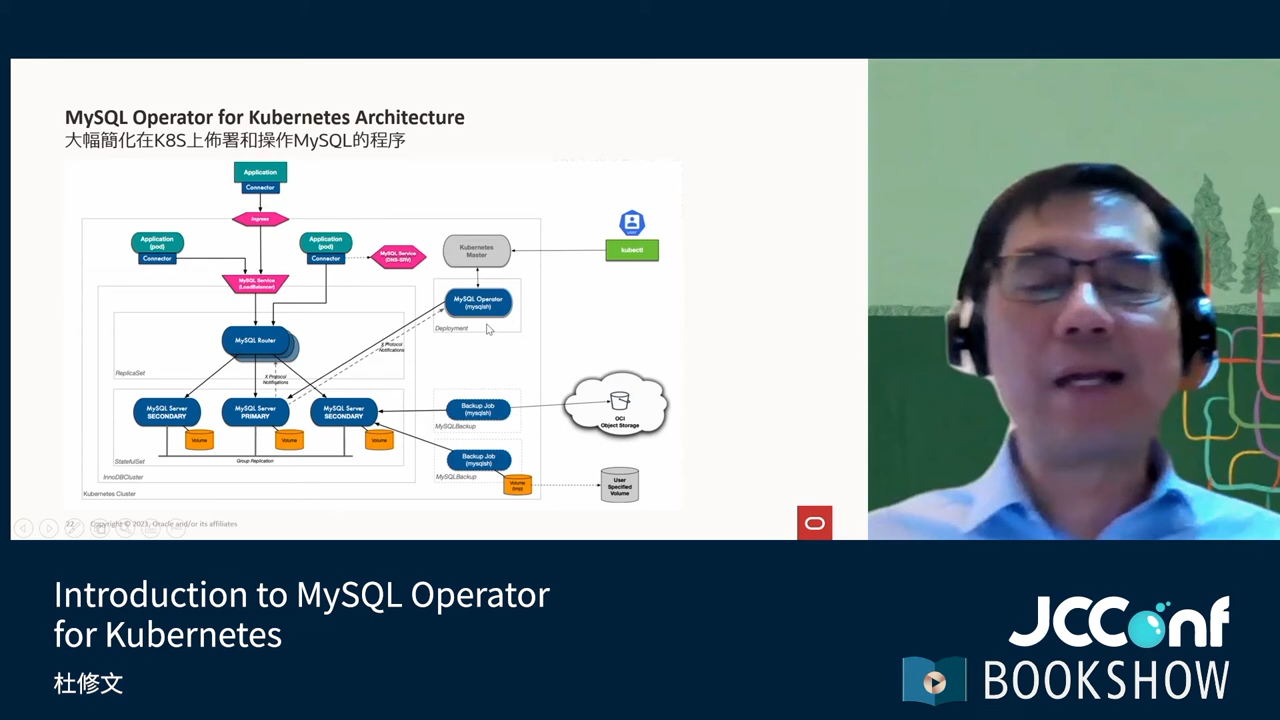 MySQL Operator for Kubernetes Architecture
大幅簡化在K8S上佈署和操作MySQL的程序
Application
Connector
Ingress
Application
(pod)
Connector
Application
(pod)
Connector
MySQL Service
(DNS-SRV)
Kubernetes
Master
USER
kubectl
MySQL Service
(LoadBalancer)
MySQL Operator
(mysqlsh)
Deployment
MySQL Router
X Protocol
Notifications
X Protocol
Notifications
ReplicaSet
MySQL Server
SECONDARY
MySQL Server
PRIMARY
MySQL Server
SECONDARY
Volume
Volume
Volume
Backup Job
(mysqlsh)
MySQLBackup
OCI
Object Storage
StatefulSet
Group Replication
Backup Job
(mysqlsh)
MySQLBackup
InnoDBCluster
Volume
(tmp)
User
Specified
Volume
Kubernetes Cluster
22 Copyright © 2023, Oracle and/or its affiliates
Introduction to MySQL Operator
for Kubernetes
杜修文
JCConf
BOOKSHOW